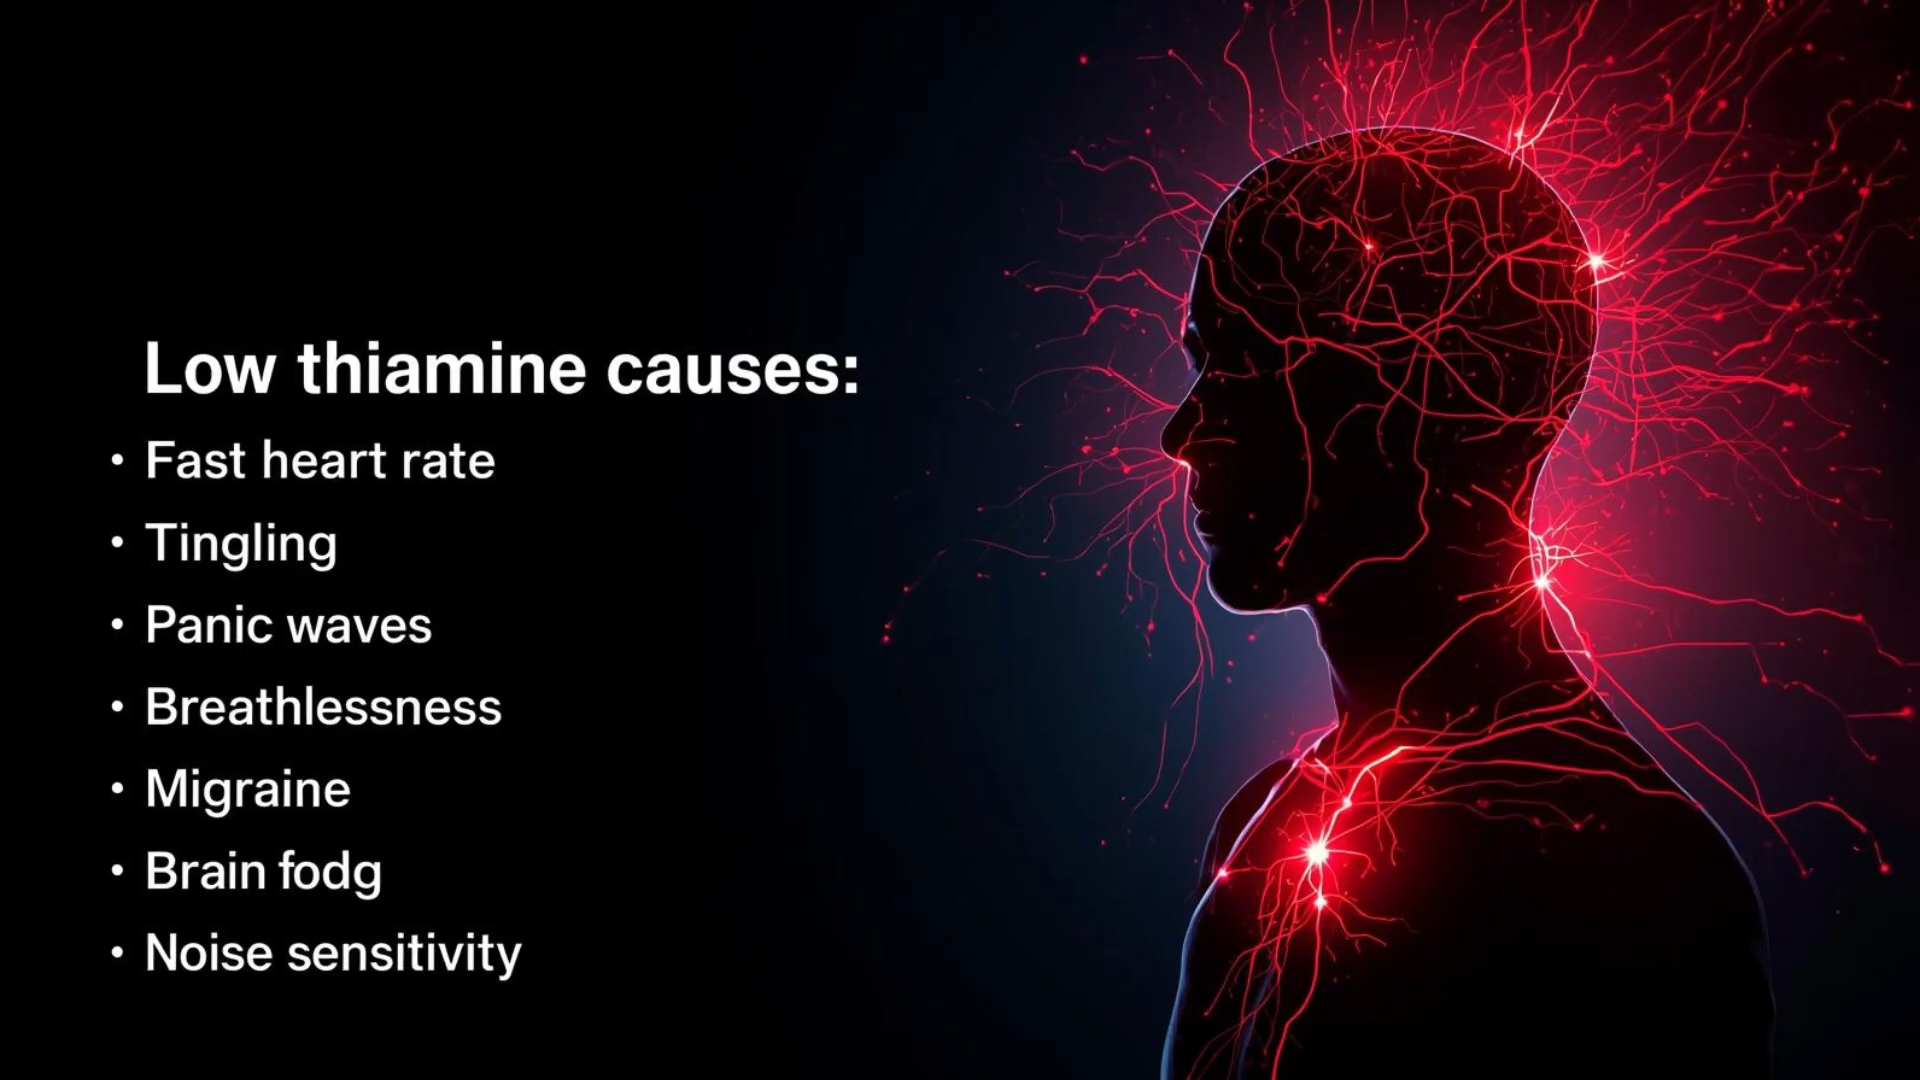 Low thiamine causes:
• Fast heart rate
• Tingling
• Panic waves
• Breathlessness
• Migraine
• Brain fodg
• Noise sensitivity